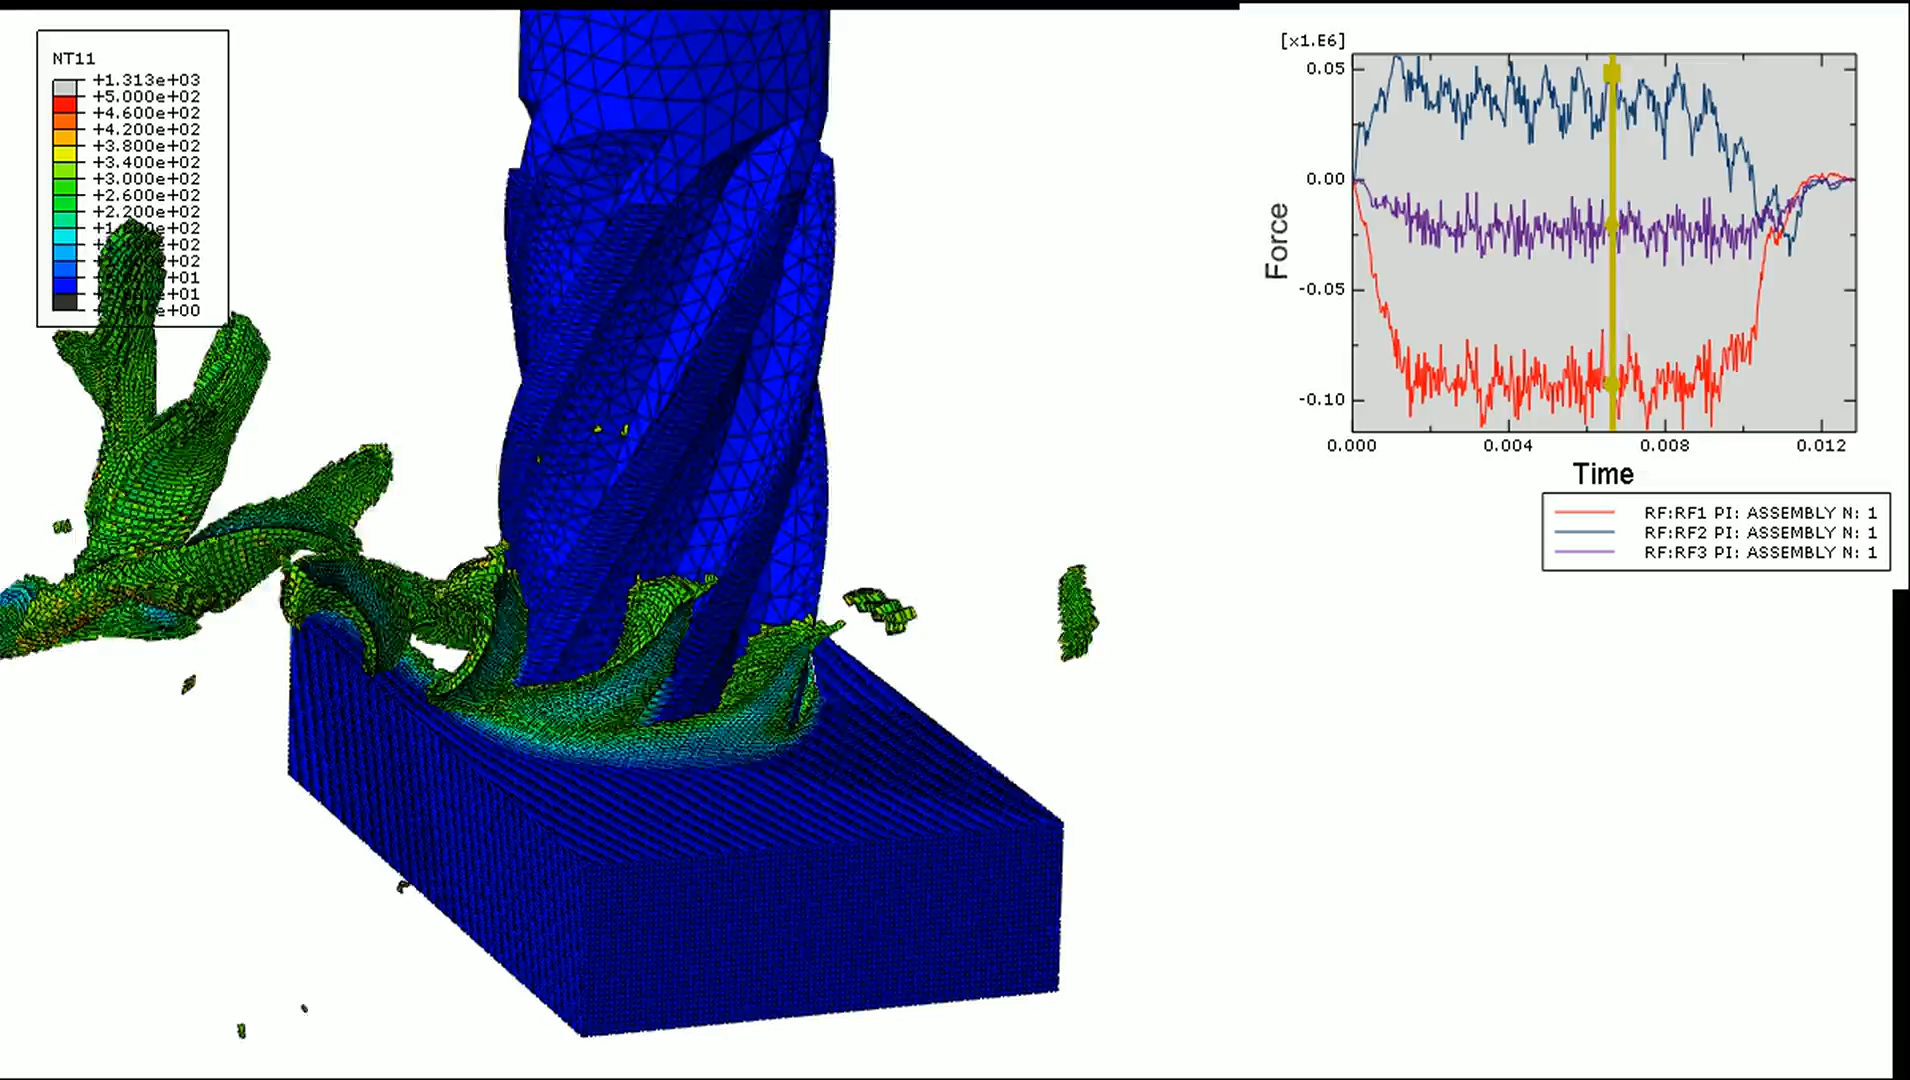 NT11
+1.313e+03
+5.000e+02
+4.600e+02
+4.200e+02
+3.800e+02
+3.400e+02
+3.000e+02
+2.600e+02
+2.200e+02
[x1.E6]
0.05
0.00
-0.05
-0.10
Force
0.000 0.004 0.008 0.012
Time
RF:RF1 PI: ASSEMBLY N: 1
RF:RF2 PI: ASSEMBLY N: 1
RF:RF3 PI: ASSEMBLY N: 1